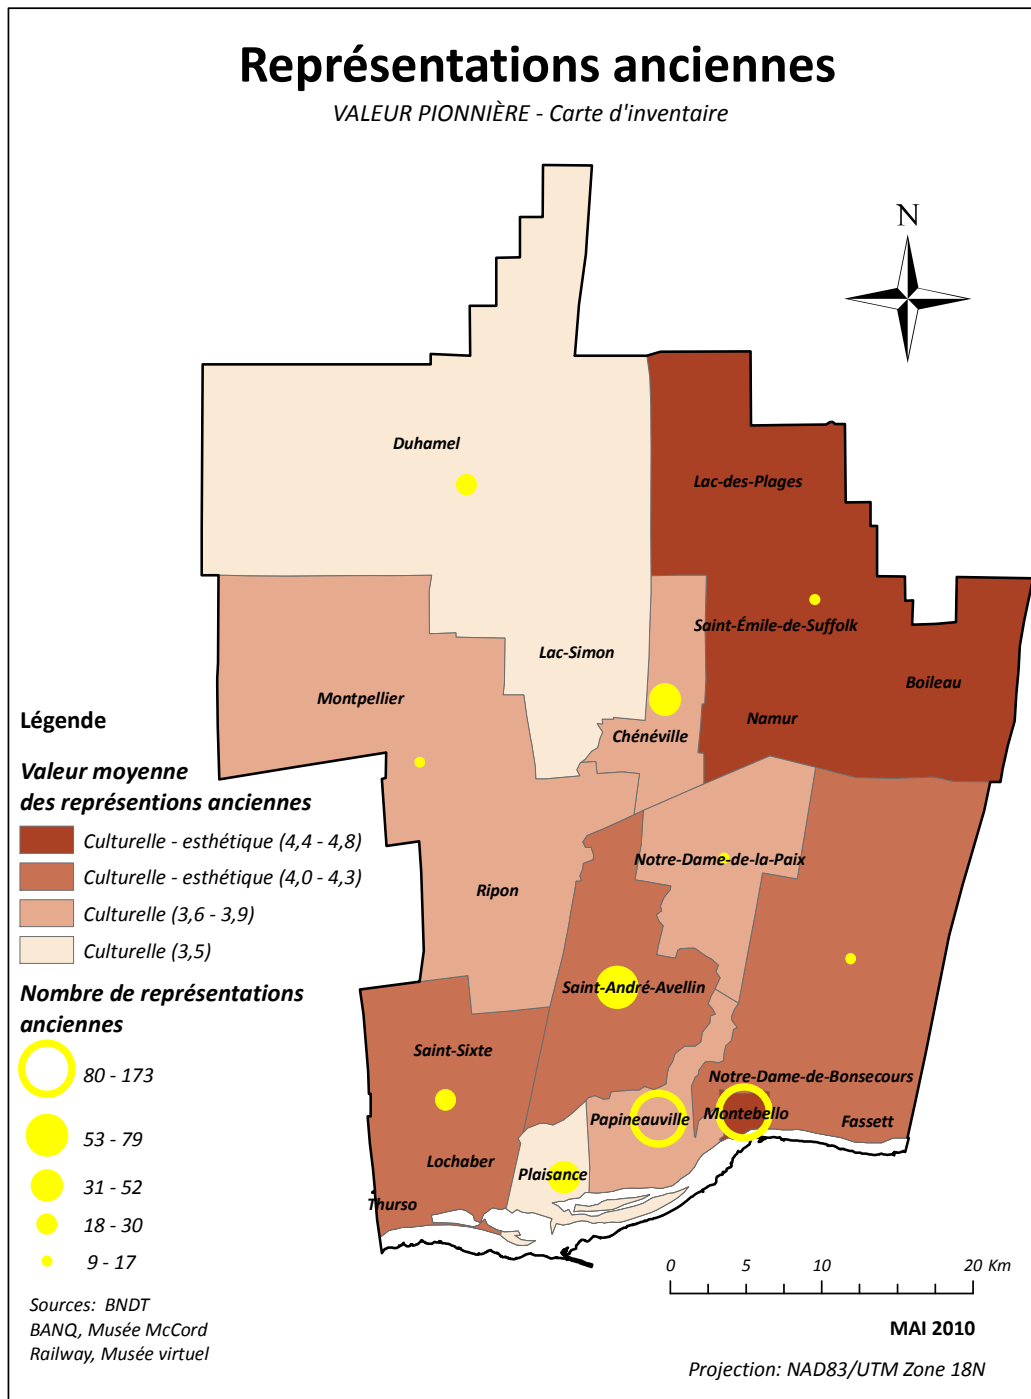 Représentations anciennes
VALEUR PIONNIÈRE - Carte d'inventaire
N
Duhamel
Lac-des-Plages
Saint-Émile-de-Suffolk
Lac-Simon
Boileau
Montpellier
Namur
Chénéville
Notre-Dame-de-la-Paix
Ripon
Saint-André-Avellin
Saint-Sixte
Notre-Dame-de-Bonsecours
Papineauville
Montebello
Fassett
Lochaber
Plaisance
Thurso
Légende
Valeur moyenne
des représentions anciennes
Culturelle - esthétique (4,4 - 4,8)
Culturelle - esthétique (4,0 - 4,3)
Culturelle (3,6 - 3,9)
Culturelle (3,5)
Nombre de représentations
anciennes
80 - 173
53 - 79
31 - 52
18 - 30
9 - 17
Sources: BNDT
BANQ, Musée McCord
Railway, Musée virtuel
0 5 10 20 Km
MAI 2010
Projection: NAD83/UTM Zone 18N